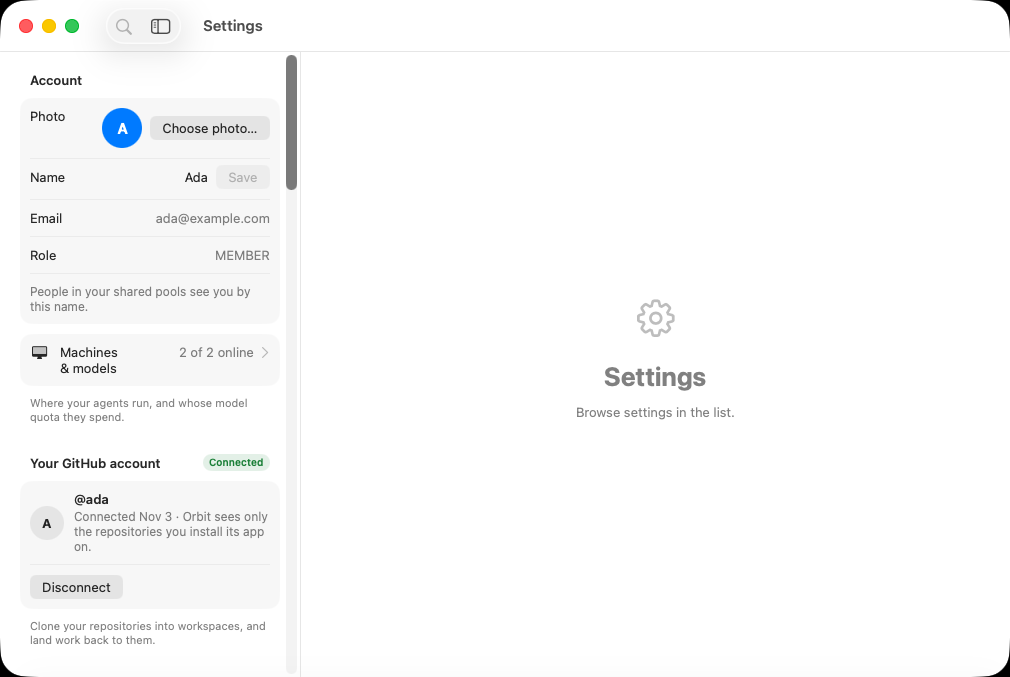 Settings
Account
Photo
A
Choose photo...
Name
Ada
Save
Email
ada@example.com
Role
MEMBER
People in your shared pools see you by
this name.
Machines
& models
2 of 2 online
Where your agents run, and whose model
quota they spend.
Your GitHub account
Connected
A
@ada
Connected Nov 3 · Orbit sees only
the repositories you install its app
on.
Disconnect
Clone your repositories into workspaces, and
land work back to them.
Settings
Browse settings in the list.